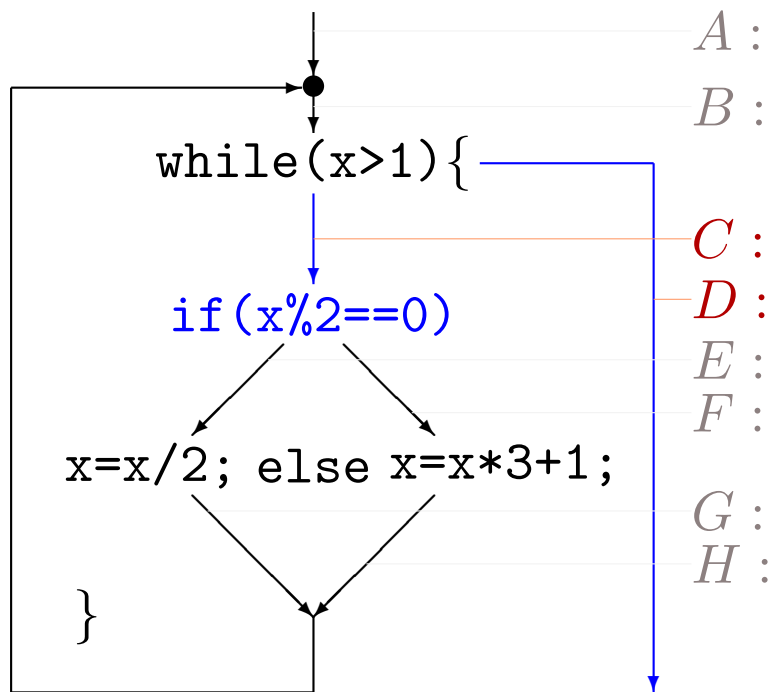 A :
B :
while(x>1){
C :
if(x%2==0)
D :
E :
F :
x=x/2; else x=x*3+1;
G :
H :
}